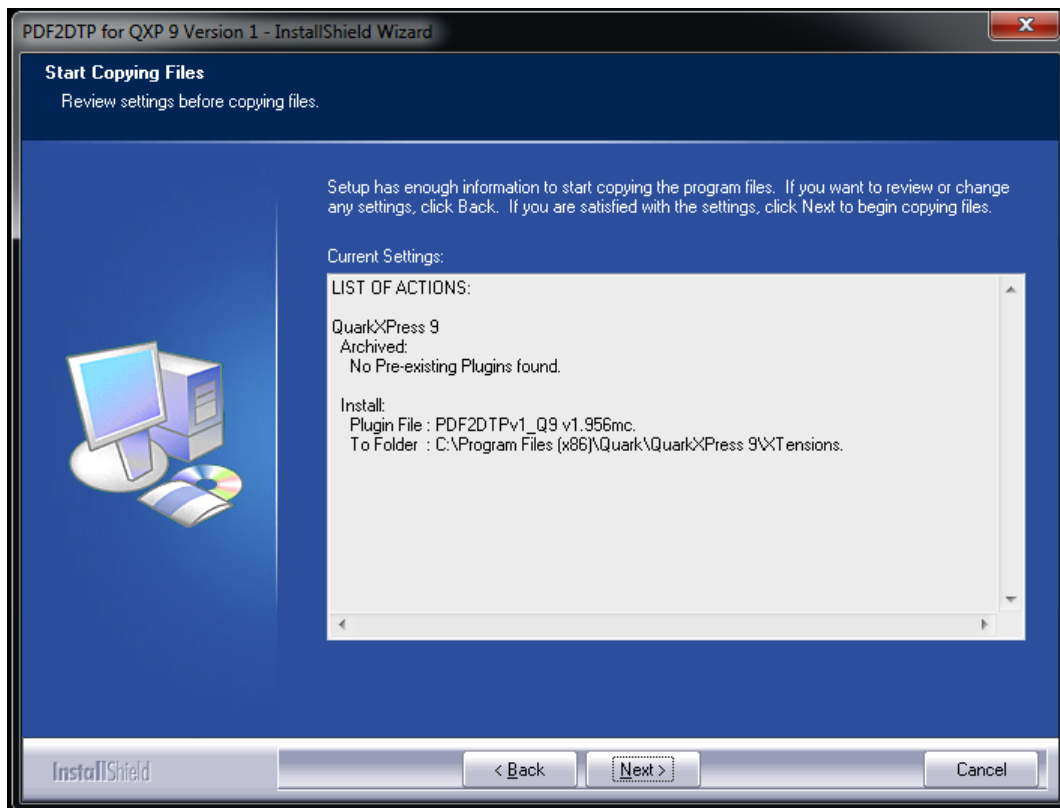 PDF2DTP for QXP 9 Version 1 - InstallShield Wizard
Start Copying Files
Review settings before copying files.
Setup has enough information to start copying the program files. If you want to review or change
any settings, click Back. If you are satisfied with the settings, click Next to begin copying files.
Current Settings:
LIST OF ACTIONS:
QuarkXPress 9
Archived:
No Pre-existing Plugins found.
Install:
Plugin File : PDF2DTPv1_Q9 v1.956mc.
To Folder : C:\Program Files (x86)\Quark\QuarkXPress 9\XTensions.
InstallShield
< Back
Next >
Cancel